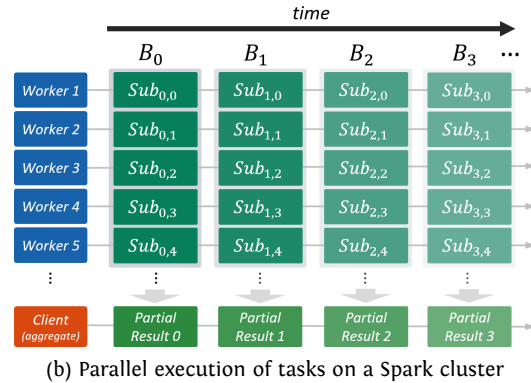 time
B₀ B₁ B₂ B₃ ...
Worker 1 Sub₀,₀ Sub₁,₀ Sub₂,₀ Sub₃,₀
Worker 2 Sub₀,₁ Sub₁,₁ Sub₂,₁ Sub₃,₁
Worker 3 Sub₀,₂ Sub₁,₂ Sub₂,₂ Sub₃,₂
Worker 4 Sub₀,₃ Sub₁,₃ Sub₂,₃ Sub₃,₃
Worker 5 Sub₀,₄ Sub₁,₄ Sub₂,₄ Sub₃,₄
⋮ ⋮ ⋮ ⋮ ⋮
Client Partial Partial Partial Partial
(aggregate) Result 0 Result 1 Result 2 Result 3
(b) Parallel execution of tasks on a Spark cluster